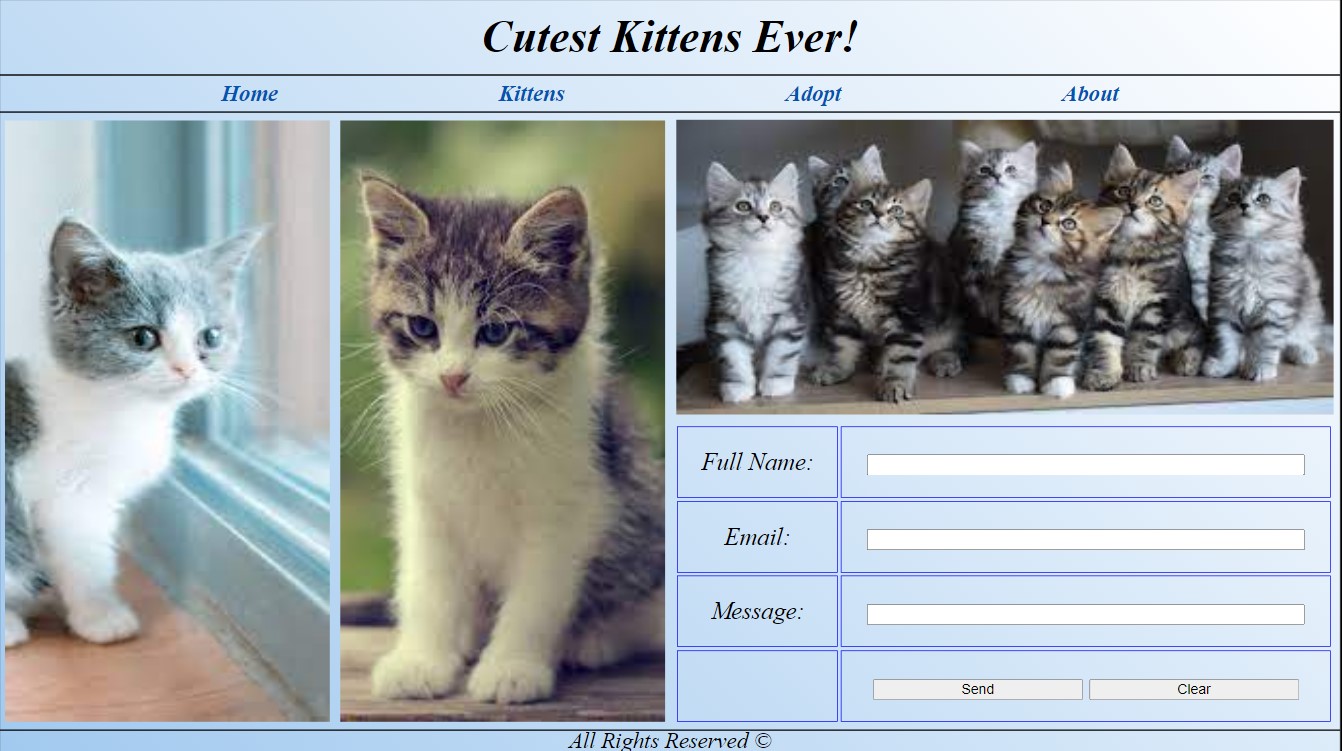 Cutest Kittens Ever!
Home Kittens Adopt About
Full Name:
Email:
Message:
Send Clear
All Rights Reserved ©